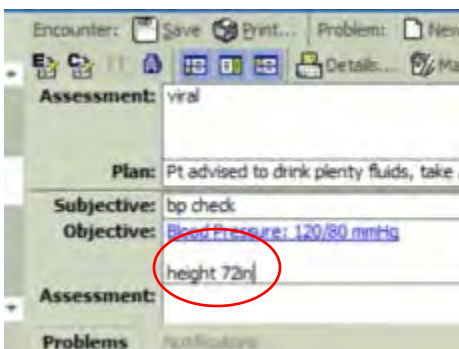 Encounter: Save Print... Problem: New
Details... Ma
Assessment: viral
Plan: Pt advised to drink plenty fluids, take
Subjective: bp check
Objective: Blood Pressure: 120/80 mmHg
height 72in
Assessment:
Problems Notifications